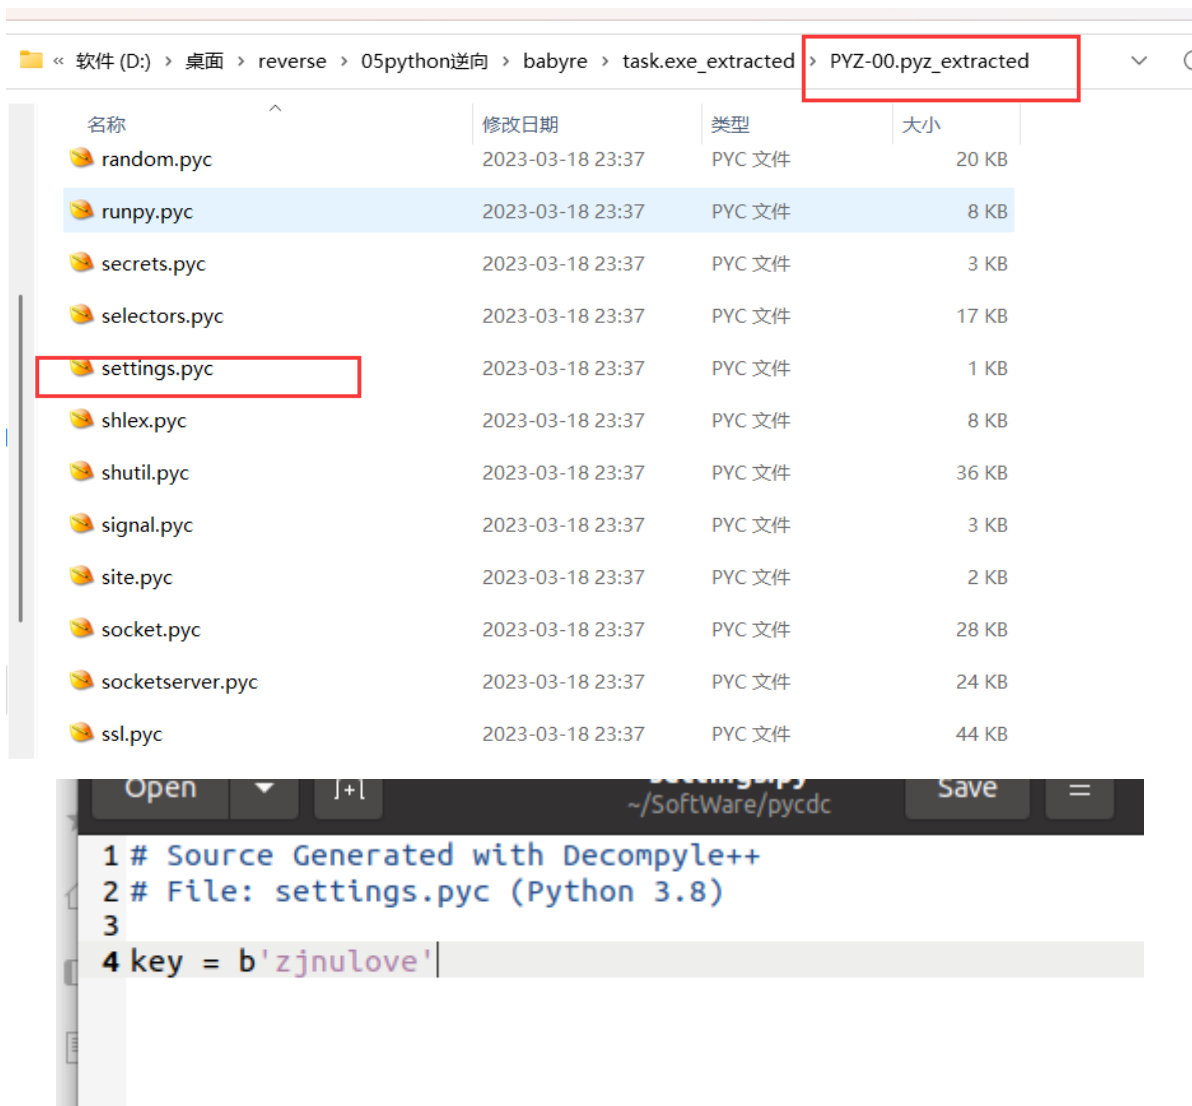 « 软件 (D:) › 桌面 › reverse › 05python逆向 › babyre › task.exe_extracted › PYZ-00.pyz_extracted
名称 修改日期 类型 大小
random.pyc 2023-03-18 23:37 PYC 文件 20 KB
runpy.pyc 2023-03-18 23:37 PYC 文件 8 KB
secrets.pyc 2023-03-18 23:37 PYC 文件 3 KB
selectors.pyc 2023-03-18 23:37 PYC 文件 17 KB
settings.pyc 2023-03-18 23:37 PYC 文件 1 KB
shlex.pyc 2023-03-18 23:37 PYC 文件 8 KB
shutil.pyc 2023-03-18 23:37 PYC 文件 36 KB
signal.pyc 2023-03-18 23:37 PYC 文件 3 KB
site.pyc 2023-03-18 23:37 PYC 文件 2 KB
socket.pyc 2023-03-18 23:37 PYC 文件 28 KB
socketserver.pyc 2023-03-18 23:37 PYC 文件 24 KB
ssl.pyc 2023-03-18 23:37 PYC 文件 44 KB
Open settings.py Save
~/SoftWare/pycdc
1 # Source Generated with Decompyle++
2 # File: settings.pyc (Python 3.8)
3
4 key = b'zjnulove'